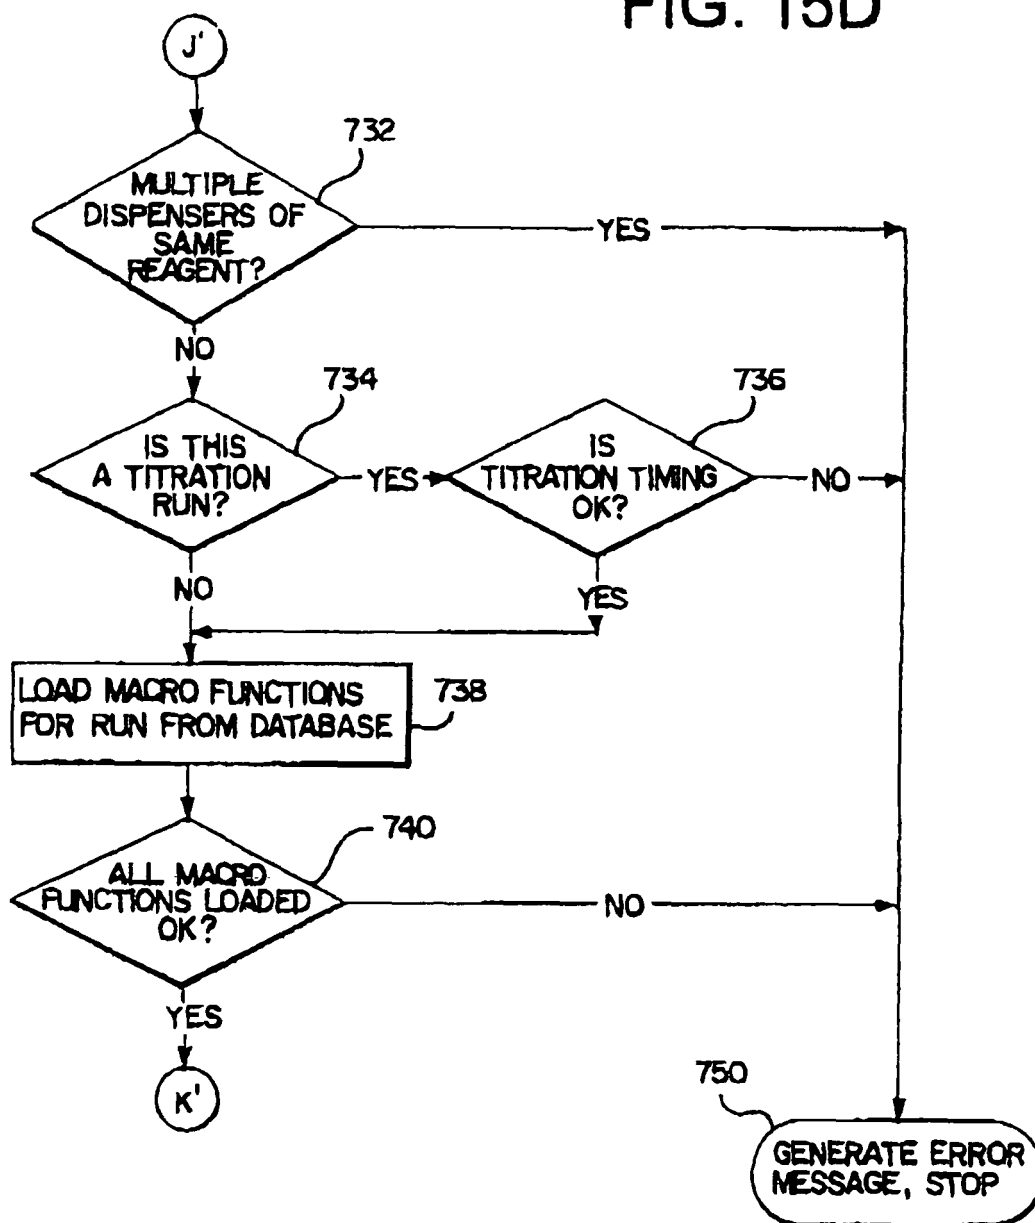 FIG. 15D
J'
732
MULTIPLE
DISPENSERS OF
SAME
REAGENT?
YES
NO
734
IS THIS
A TITRATION
RUN?
YES
736
IS
TITRATION TIMING
OK?
NO
NO
YES
LOAD MACRO FUNCTIONS
FOR RUN FROM DATABASE
738
740
ALL MACRO
FUNCTIONS LOADED
OK?
NO
YES
K'
750
GENERATE ERROR
MESSAGE, STOP